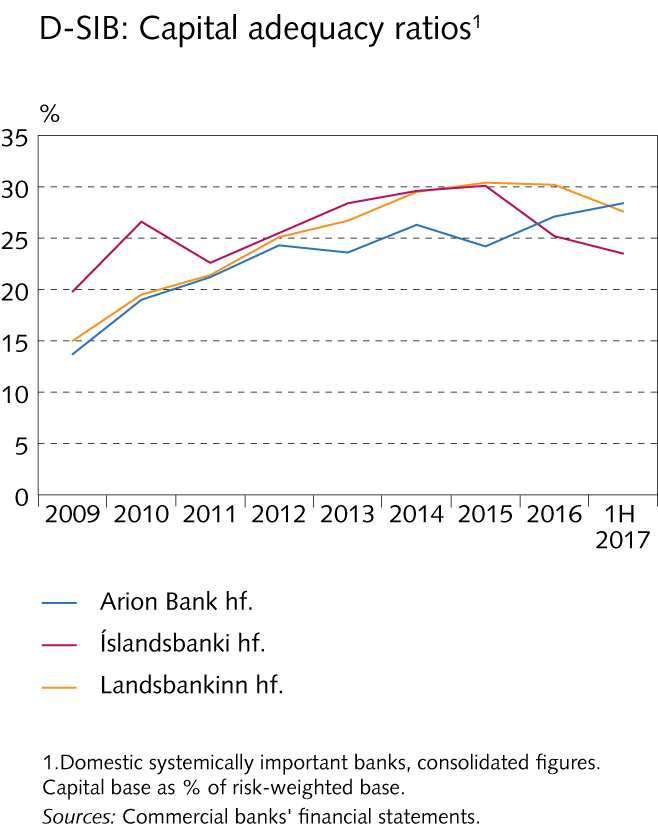 D-SIB: Capital adequacy ratios¹
%
35
30
25
20
15
10
5
0
2009 2010 2011 2012 2013 2014 2015 2016 1H
2017
Arion Bank hf.
Íslandsbanki hf.
Landsbankinn hf.
1.Domestic systemically important banks, consolidated figures.
Capital base as % of risk-weighted base.
Sources: Commercial banks' financial statements.